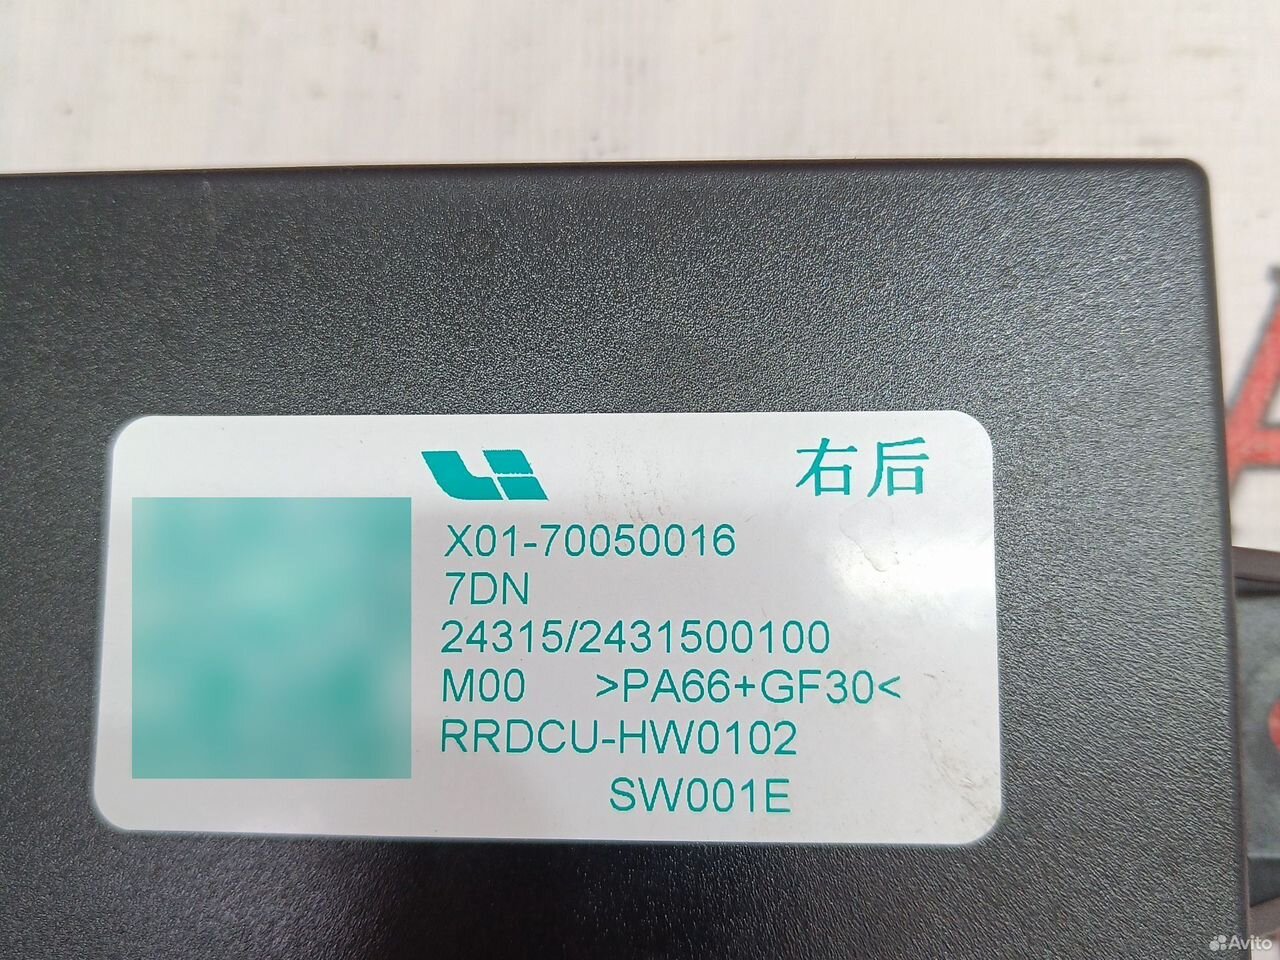 右后
X01-70050016
7DN
24315/2431500100
M00 >PA66+GF30<
RRDCU-HW0102
SW001E
Avito